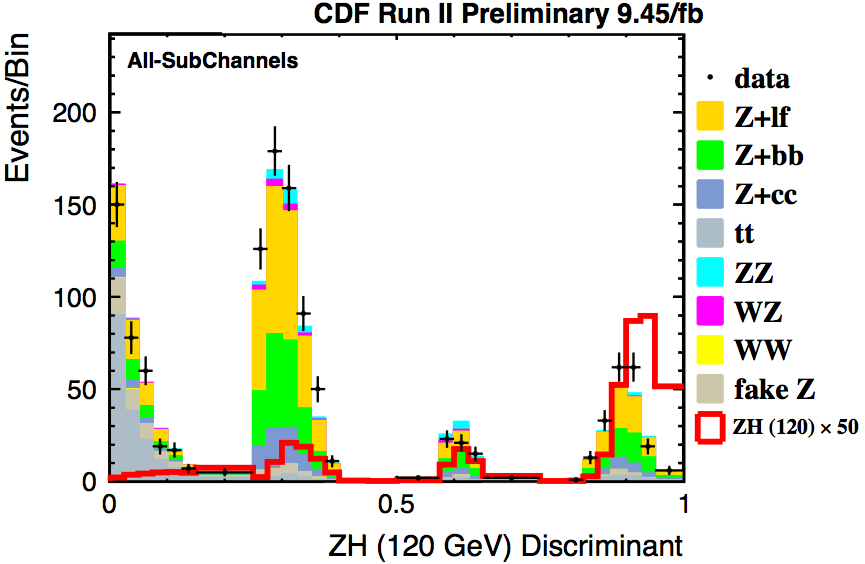 CDF Run II Preliminary 9.45/fb
All-SubChannels
Events/Bin
200
150
100
50
0
0
0.5
1
ZH (120 GeV) Discriminant
data
Z+lf
Z+bb
Z+cc
tt
ZZ
WZ
WW
fake Z
ZH (120) × 50